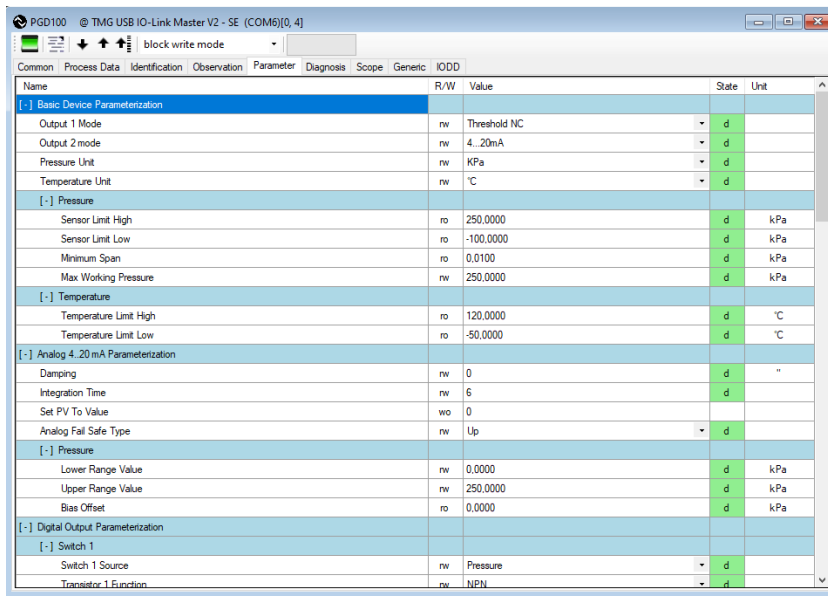 PGD100 @ TMG USB IO-Link Master V2 - SE (COM6)[0, 4]
block write mode
Common Process Data Identification Observation Parameter Diagnosis Scope Generic IODD
Name R/W Value State Unit
[-] Basic Device Parameterization
Output 1 Mode rw Threshold NC d
Output 2 mode rw 4...20mA d
Pressure Unit rw KPa d
Temperature Unit rw °C d
[-] Pressure
Sensor Limit High ro 250,0000 d kPa
Sensor Limit Low ro -100,0000 d kPa
Minimum Span ro 0,0100 d kPa
Max Working Pressure rw 250,0000 d kPa
[-] Temperature
Temperature Limit High ro 120,0000 d °C
Temperature Limit Low ro -50,0000 d °C
[-] Analog 4..20 mA Parameterization
Damping rw 0 d "
Integration Time rw 6 d
Set PV To Value wo 0
Analog Fail Safe Type rw Up d
[-] Pressure
Lower Range Value rw 0,0000 d kPa
Upper Range Value rw 250,0000 d kPa
Bias Offset ro 0,0000 d kPa
[-] Digital Output Parameterization
[-] Switch 1
Switch 1 Source rw Pressure d
Transistor 1 Function rw NPN d